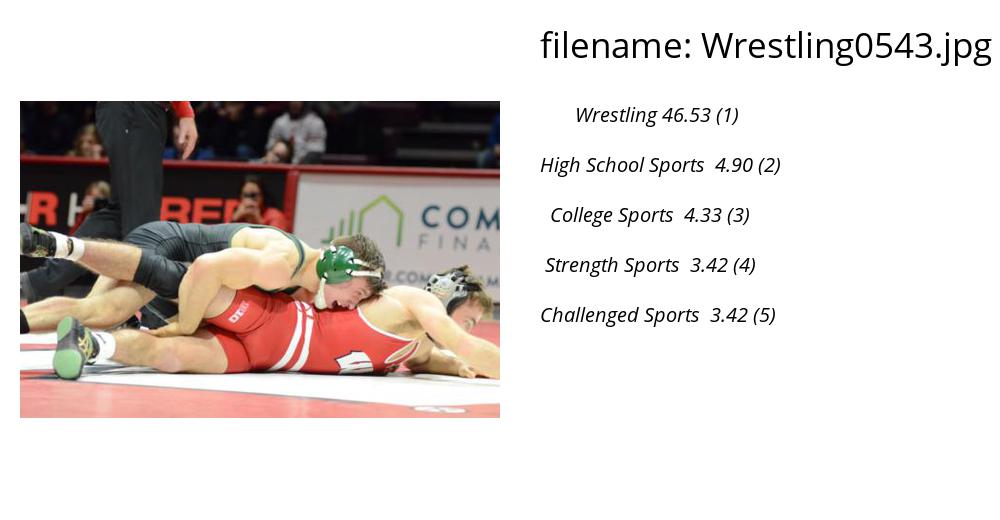 filename: Wrestling0543.jpg
Wrestling 46.53 (1)
High School Sports 4.90 (2)
College Sports 4.33 (3)
Strength Sports 3.42 (4)
Challenged Sports 3.42 (5)
R H
RED
COM
FINA
W